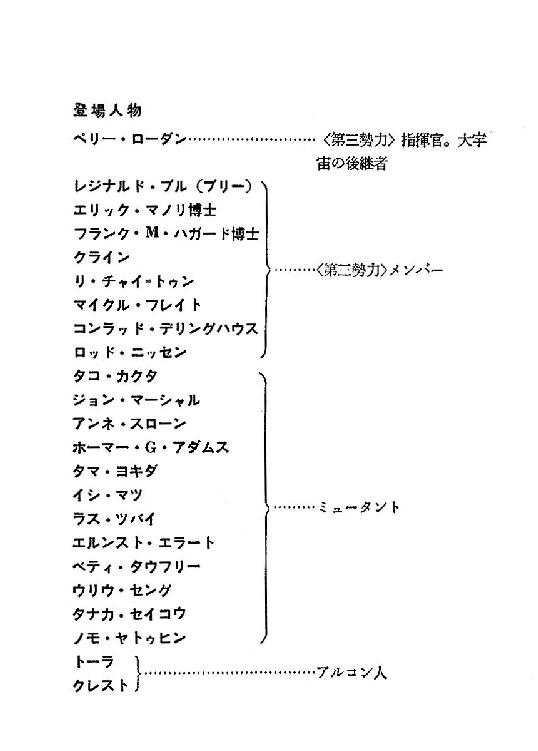 登場人物
ペリー・ローダン……………………〈第三勢力〉指揮官。大宇
宙の後継者
レジナルド・ブル（ブリー）
エリック・マノリ博士
フランク・M・ハガード博士
クライン
リ・チャイ＝トゥン
マイクル・フレイト
コンラッド・デリングハウス
ロッド・ニッセン
………〈第三勢力〉メンバー
タコ・カクタ
ジョン・マーシャル
アンネ・スローン
ホーマー・G・アダムス
タマ・ヨキダ
イシ・マツ
ラス・ツバイ
エルンスト・エラート
ベティ・タウフリー
ウリウ・セング
タナカ・セイコウ
ノモ・ヤトゥヒン
………ミュータント
トーラ
クレスト
……………………アルコン人